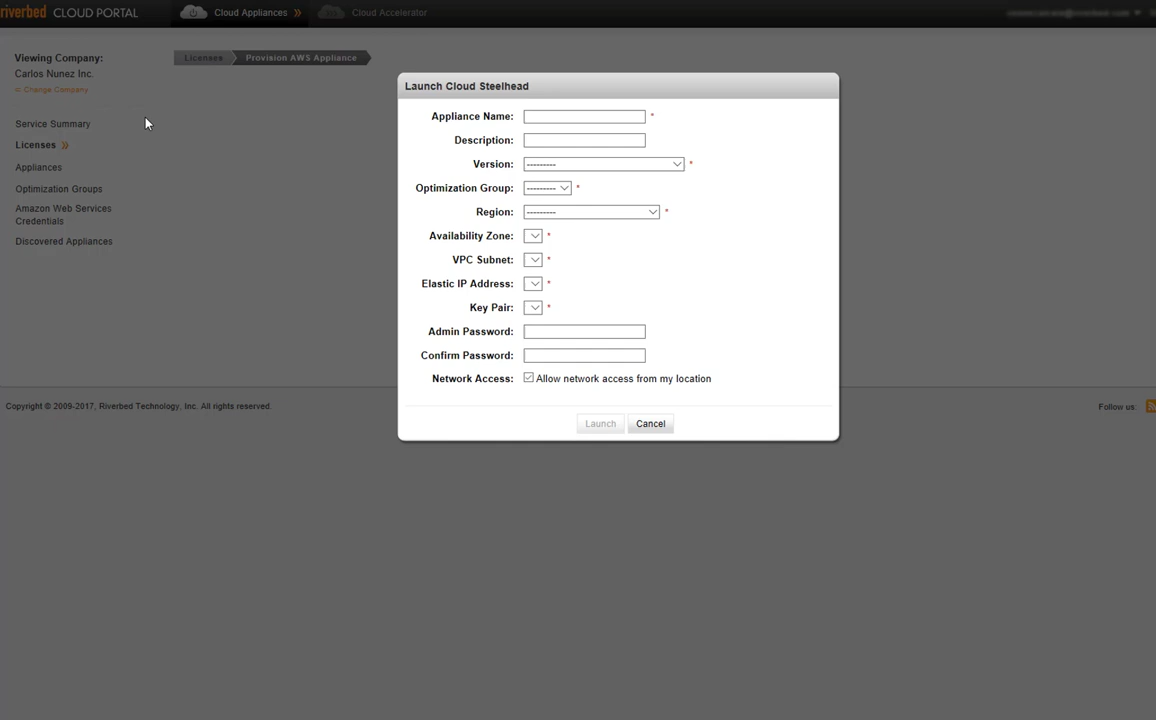 riverbed CLOUD PORTAL
Cloud Appliances »
Cloud Accelerator
Viewing Company:
Carlos Nunez Inc.
Change Company
Service Summary
Licenses »
Appliances
Optimization Groups
Amazon Web Services
Credentials
Discovered Appliances
Licenses
Provision AWS Appliance
Launch Cloud Steelhead
Appliance Name: *
Description:
Version: --------- *
Optimization Group: --------- *
Region: --------- *
Availability Zone: *
VPC Subnet: *
Elastic IP Address: *
Key Pair: *
Admin Password:
Confirm Password:
Network Access: Allow network access from my location
Launch
Cancel
Copyright © 2009-2017, Riverbed Technology, Inc. All rights reserved.
Follow us